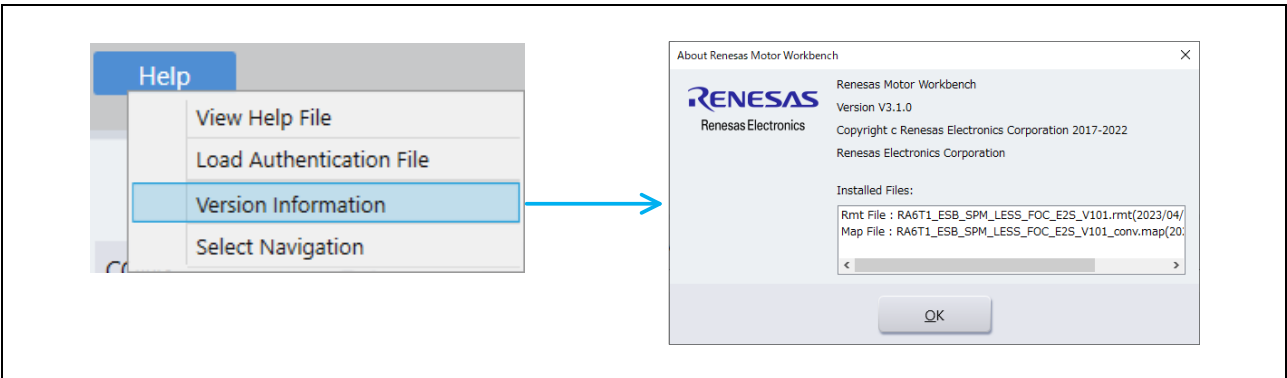 Help
View Help File
Load Authentication File
Version Information
Select Navigation
About Renesas Motor Workbench
RENESAS
Renesas Electronics
Renesas Motor Workbench
Version V3.1.0
Copyright c Renesas Electronics Corporation 2017-2022
Renesas Electronics Corporation
Installed Files:
Rmt File : RA6T1_ESB_SPM_LESS_FOC_E2S_V101.rmt(2023/04/
Map File : RA6T1_ESB_SPM_LESS_FOC_E2S_V101_conv.map(20
OK